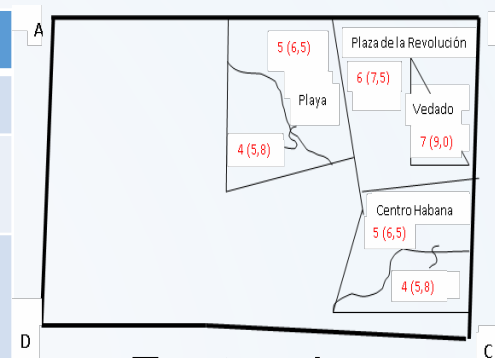 A
5 (6,5)
Plaza de la Revolución
6 (7,5)
Playa
Vedado
4 (5,8)
7 (9,0)
Centro Habana
5 (6,5)
4 (5,8)
D
C